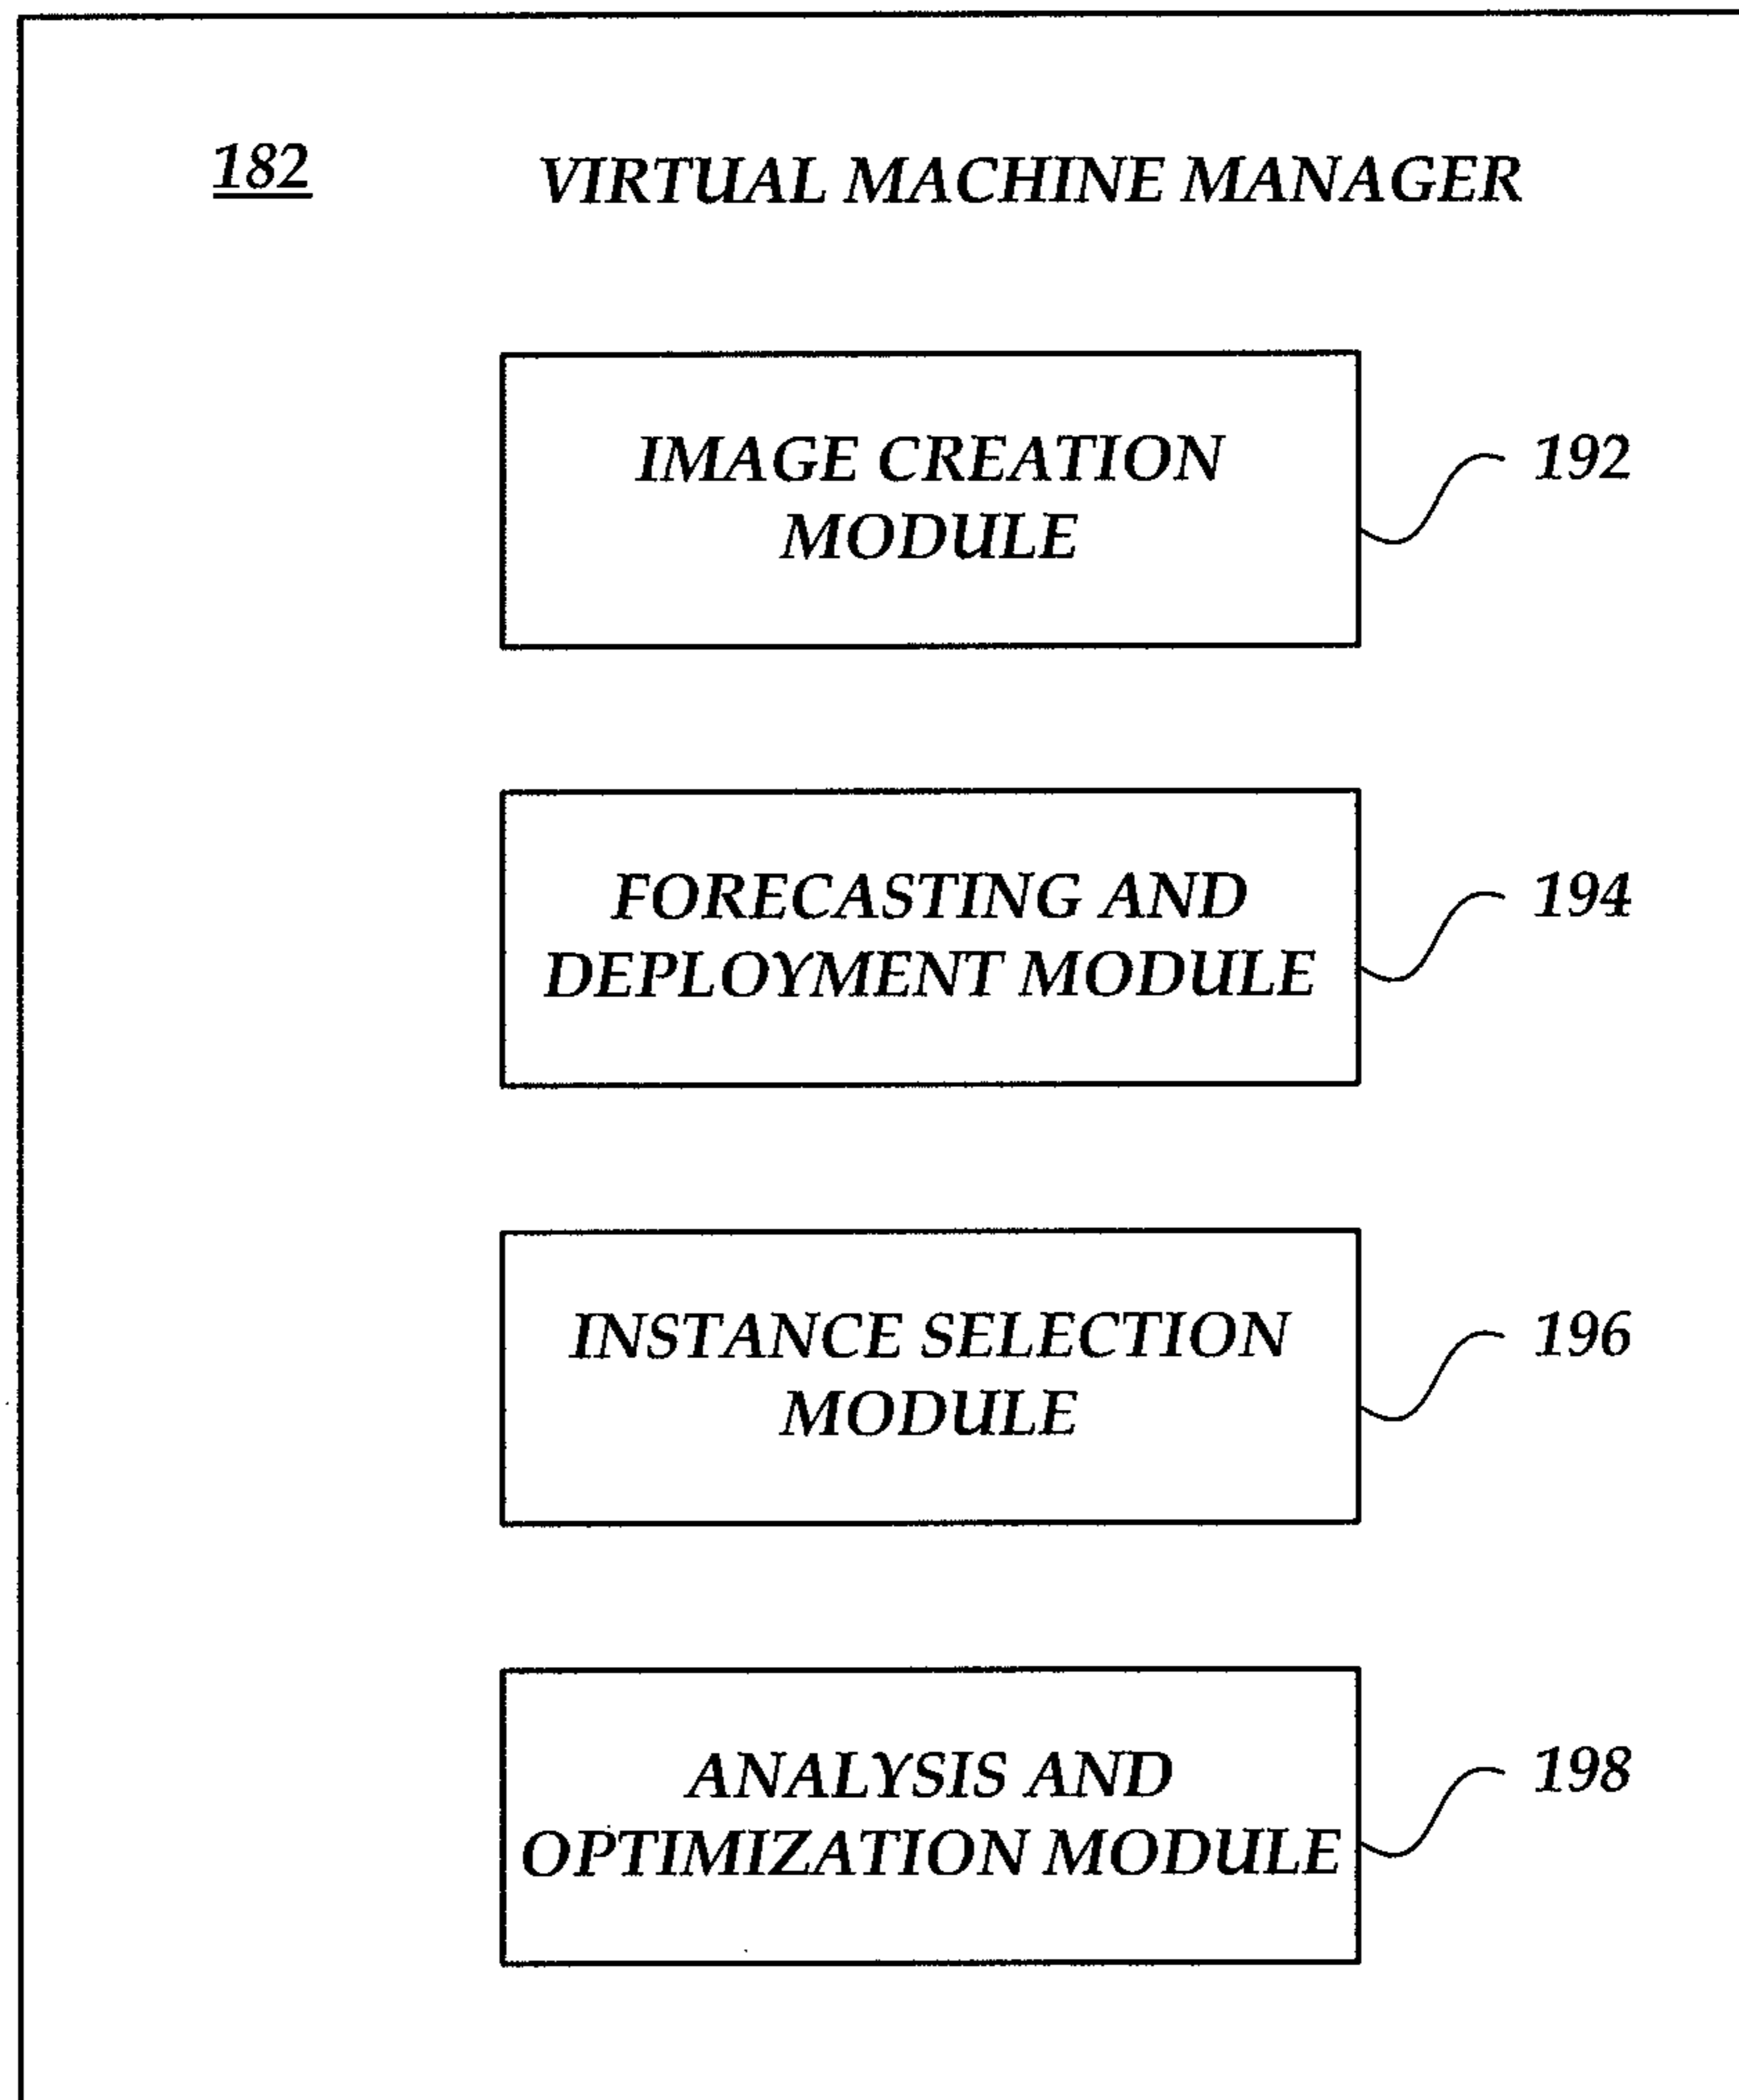 182 VIRTUAL MACHINE MANAGER
IMAGE CREATION
MODULE
192
FORECASTING AND
DEPLOYMENT MODULE
194
INSTANCE SELECTION
MODULE
196
ANALYSIS AND
OPTIMIZATION MODULE
198